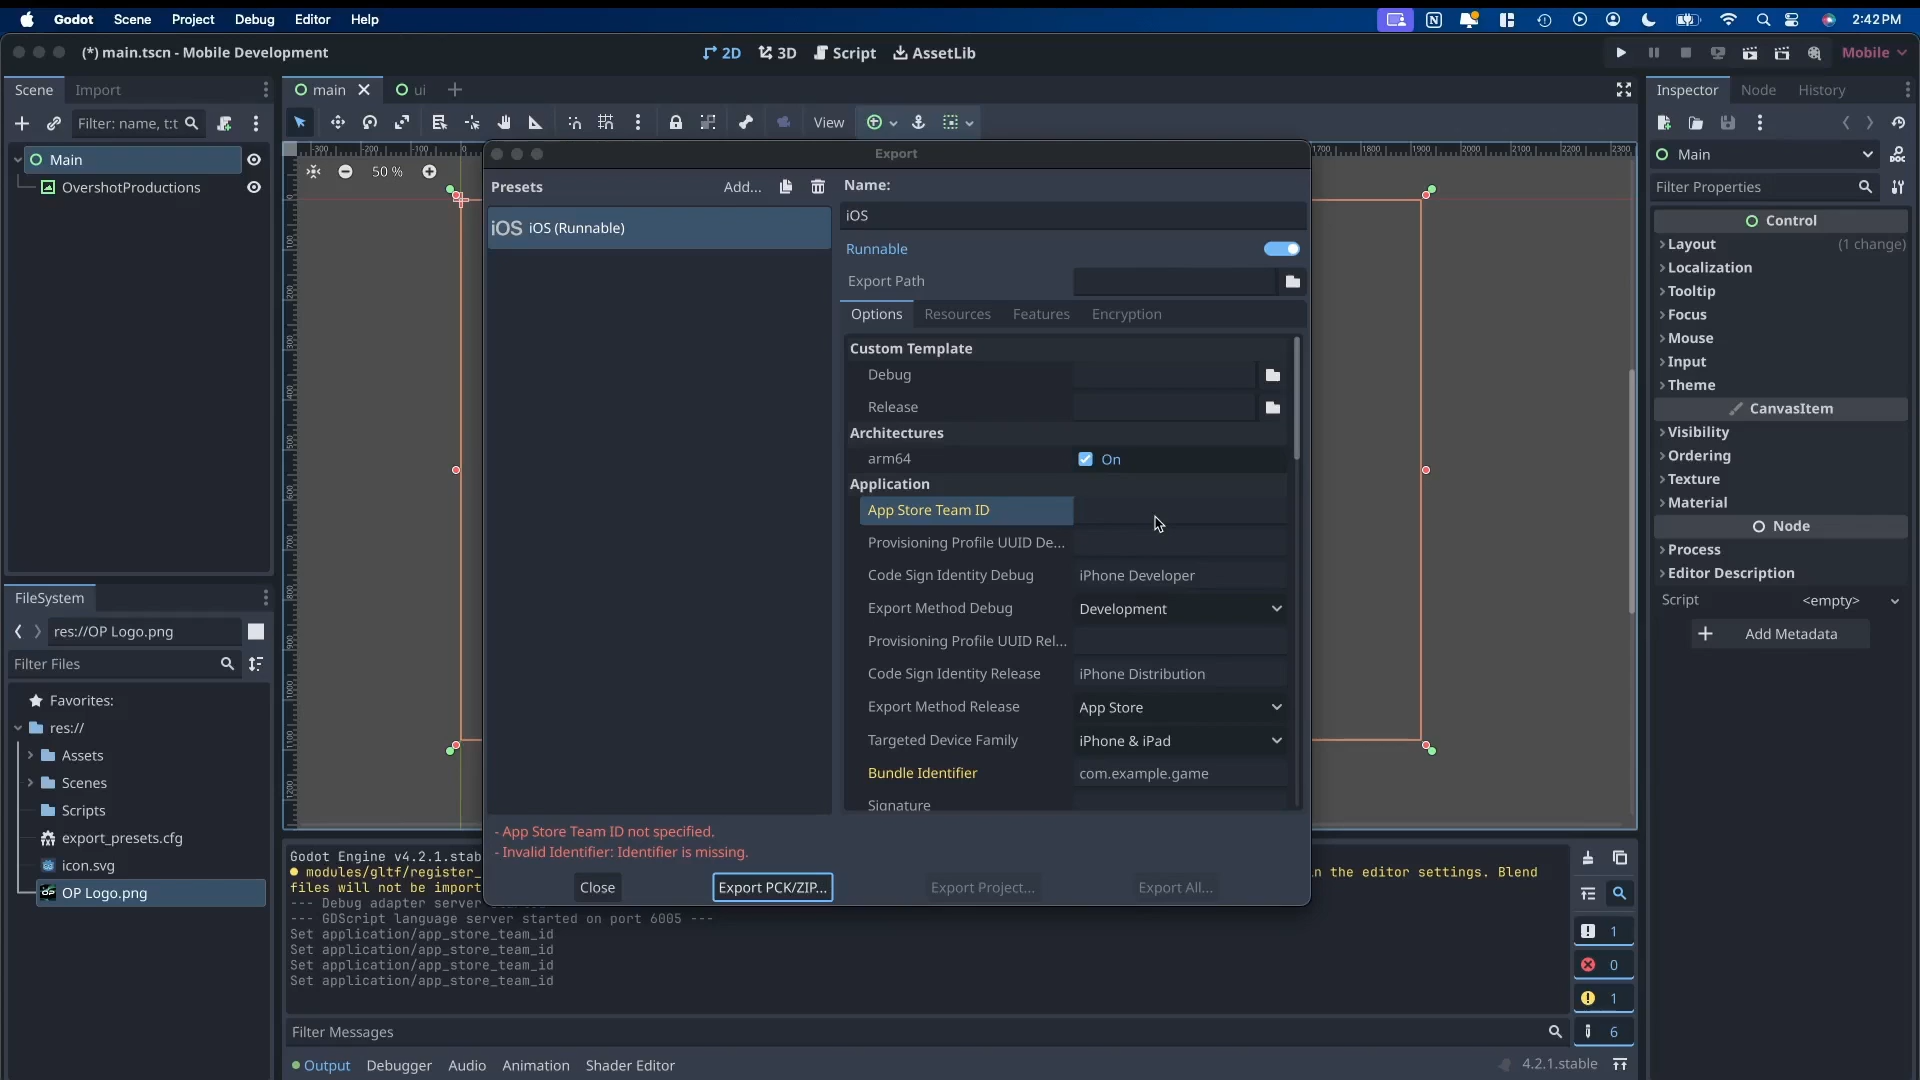 Godot Scene Project Debug Editor Help 2:42 PM
(*) main.tscn - Mobile Development
2D 3D Script AssetLib
Mobile
Scene Import
Filter: name, t:t
Main
OvershotProductions
main ui
View
50 %
Export
Presets Add...
iOS iOS (Runnable)
Name:
iOS
Runnable
Export Path
Options Resources Features Encryption
Custom Template
Debug
Release
Architectures
arm64 On
Application
App Store Team ID
Provisioning Profile UUID De...
Code Sign Identity Debug iPhone Developer
Export Method Debug Development
Provisioning Profile UUID Rel...
Code Sign Identity Release iPhone Distribution
Export Method Release App Store
Targeted Device Family iPhone & iPad
Bundle Identifier com.example.game
Signature
- App Store Team ID not specified.
- Invalid Identifier: Identifier is missing.
Close Export PCK/ZIP... Export Project... Export All...
Inspector Node History
Main
Filter Properties
Control
Layout (1 change)
Localization
Tooltip
Focus
Mouse
Input
Theme
CanvasItem
Visibility
Ordering
Texture
Material
Node
Process
Editor Description
Script <empty>
Add Metadata
FileSystem
res://OP Logo.png
Filter Files
Favorites:
res://
Assets
Scenes
Scripts
export_presets.cfg
icon.svg
OP Logo.png
Godot Engine v4.2.1.stab
modules/gltf/register_ n the editor settings. Blend
files will not be import
--- Debug adapter server
--- GDScript language server started on port 6005 ---
Set application/app_store_team_id
Set application/app_store_team_id
Set application/app_store_team_id
Set application/app_store_team_id
1
0
1
6
Filter Messages
Output Debugger Audio Animation Shader Editor 4.2.1.stable